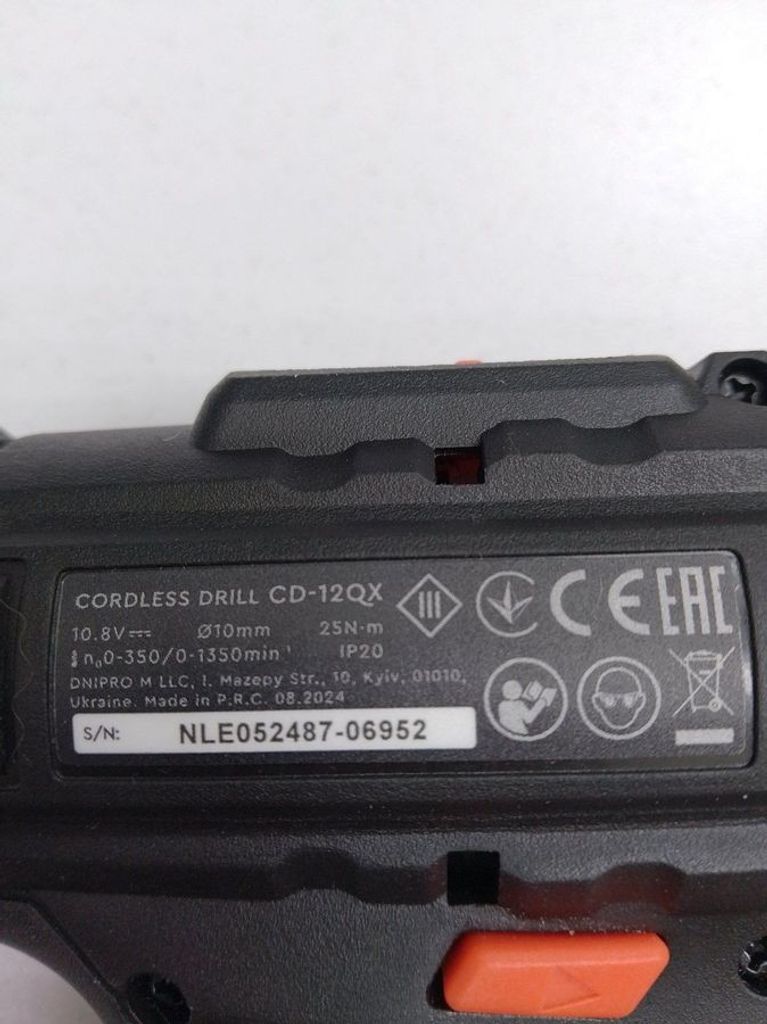 CORDLESS DRILL CD-12QX
10.8V⎓ Ø10mm 25N·m
n₀0-350/0-1350min⁻¹ IP20
DNIPRO M LLC, I. Mazepy Str., 10, Kyiv, 01010,
Ukraine. Made in P.R.C. 08.2024
S/N: NLE052487-06952
III
CE
EAC